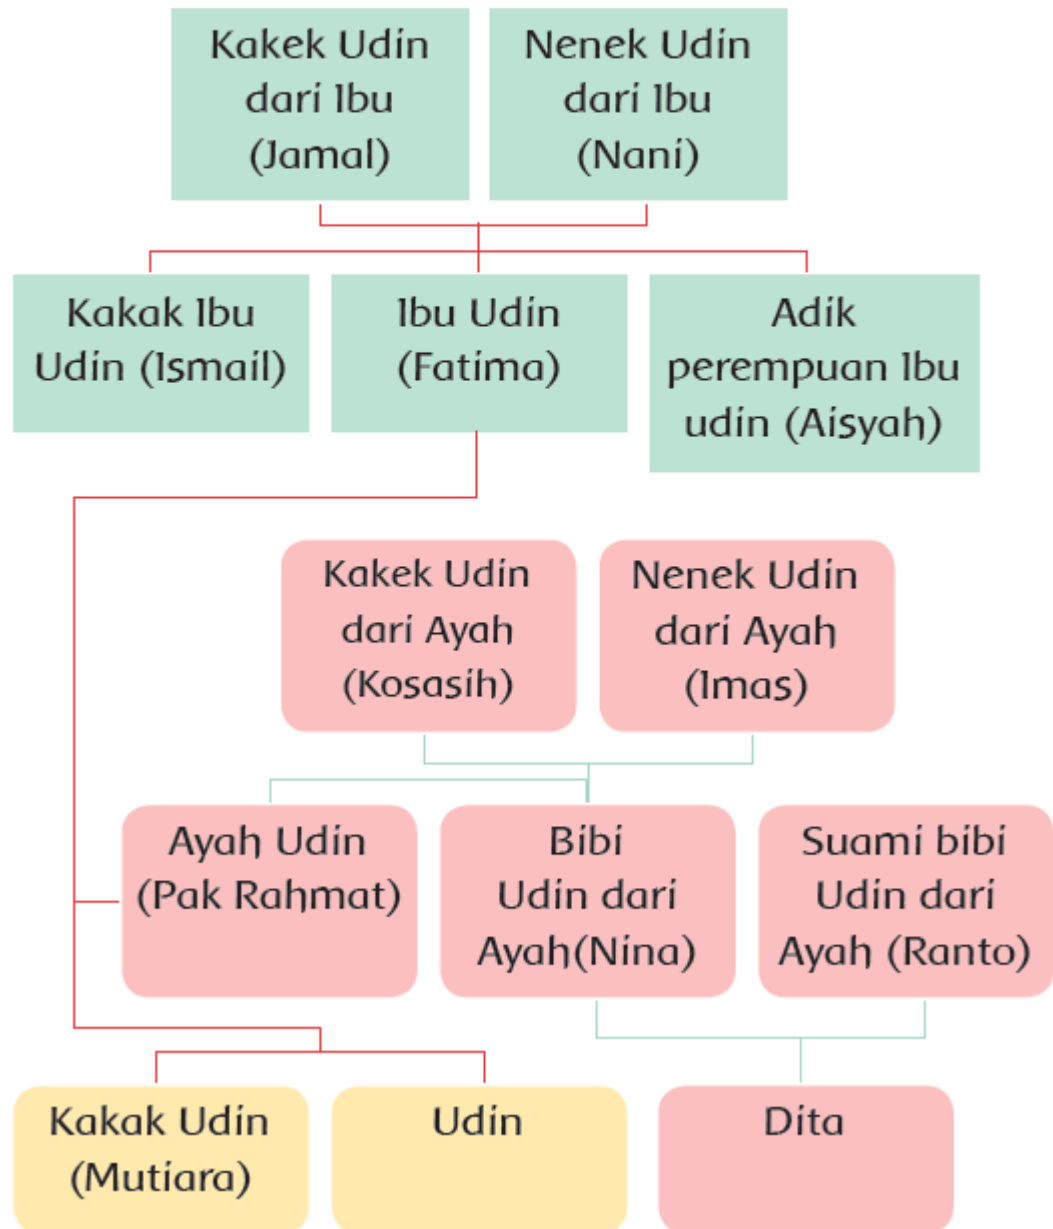 Kakek Udin
dari Ibu
(Jamal)
Nenek Udin
dari Ibu
(Nani)
Kakak Ibu
Udin (Ismail)
Ibu Udin
(Fatima)
Adik
perempuan Ibu
udin (Aisyah)
Kakek Udin
dari Ayah
(Kosasih)
Nenek Udin
dari Ayah
(Imas)
Ayah Udin
(Pak Rahmat)
Bibi
Udin dari
Ayah(Nina)
Suami bibi
Udin dari
Ayah (Ranto)
Kakak Udin
(Mutiara)
Udin
Dita